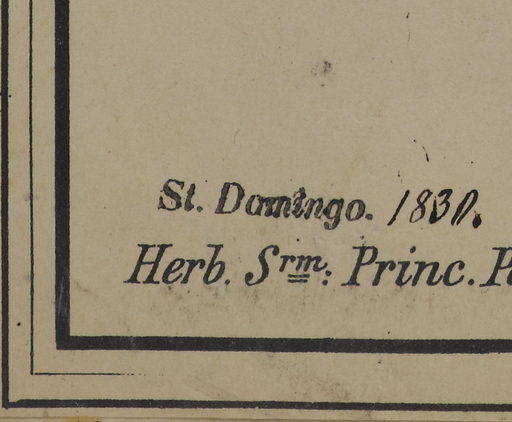 St. Domingo. 1830.
Herb. Srm: Princ. P